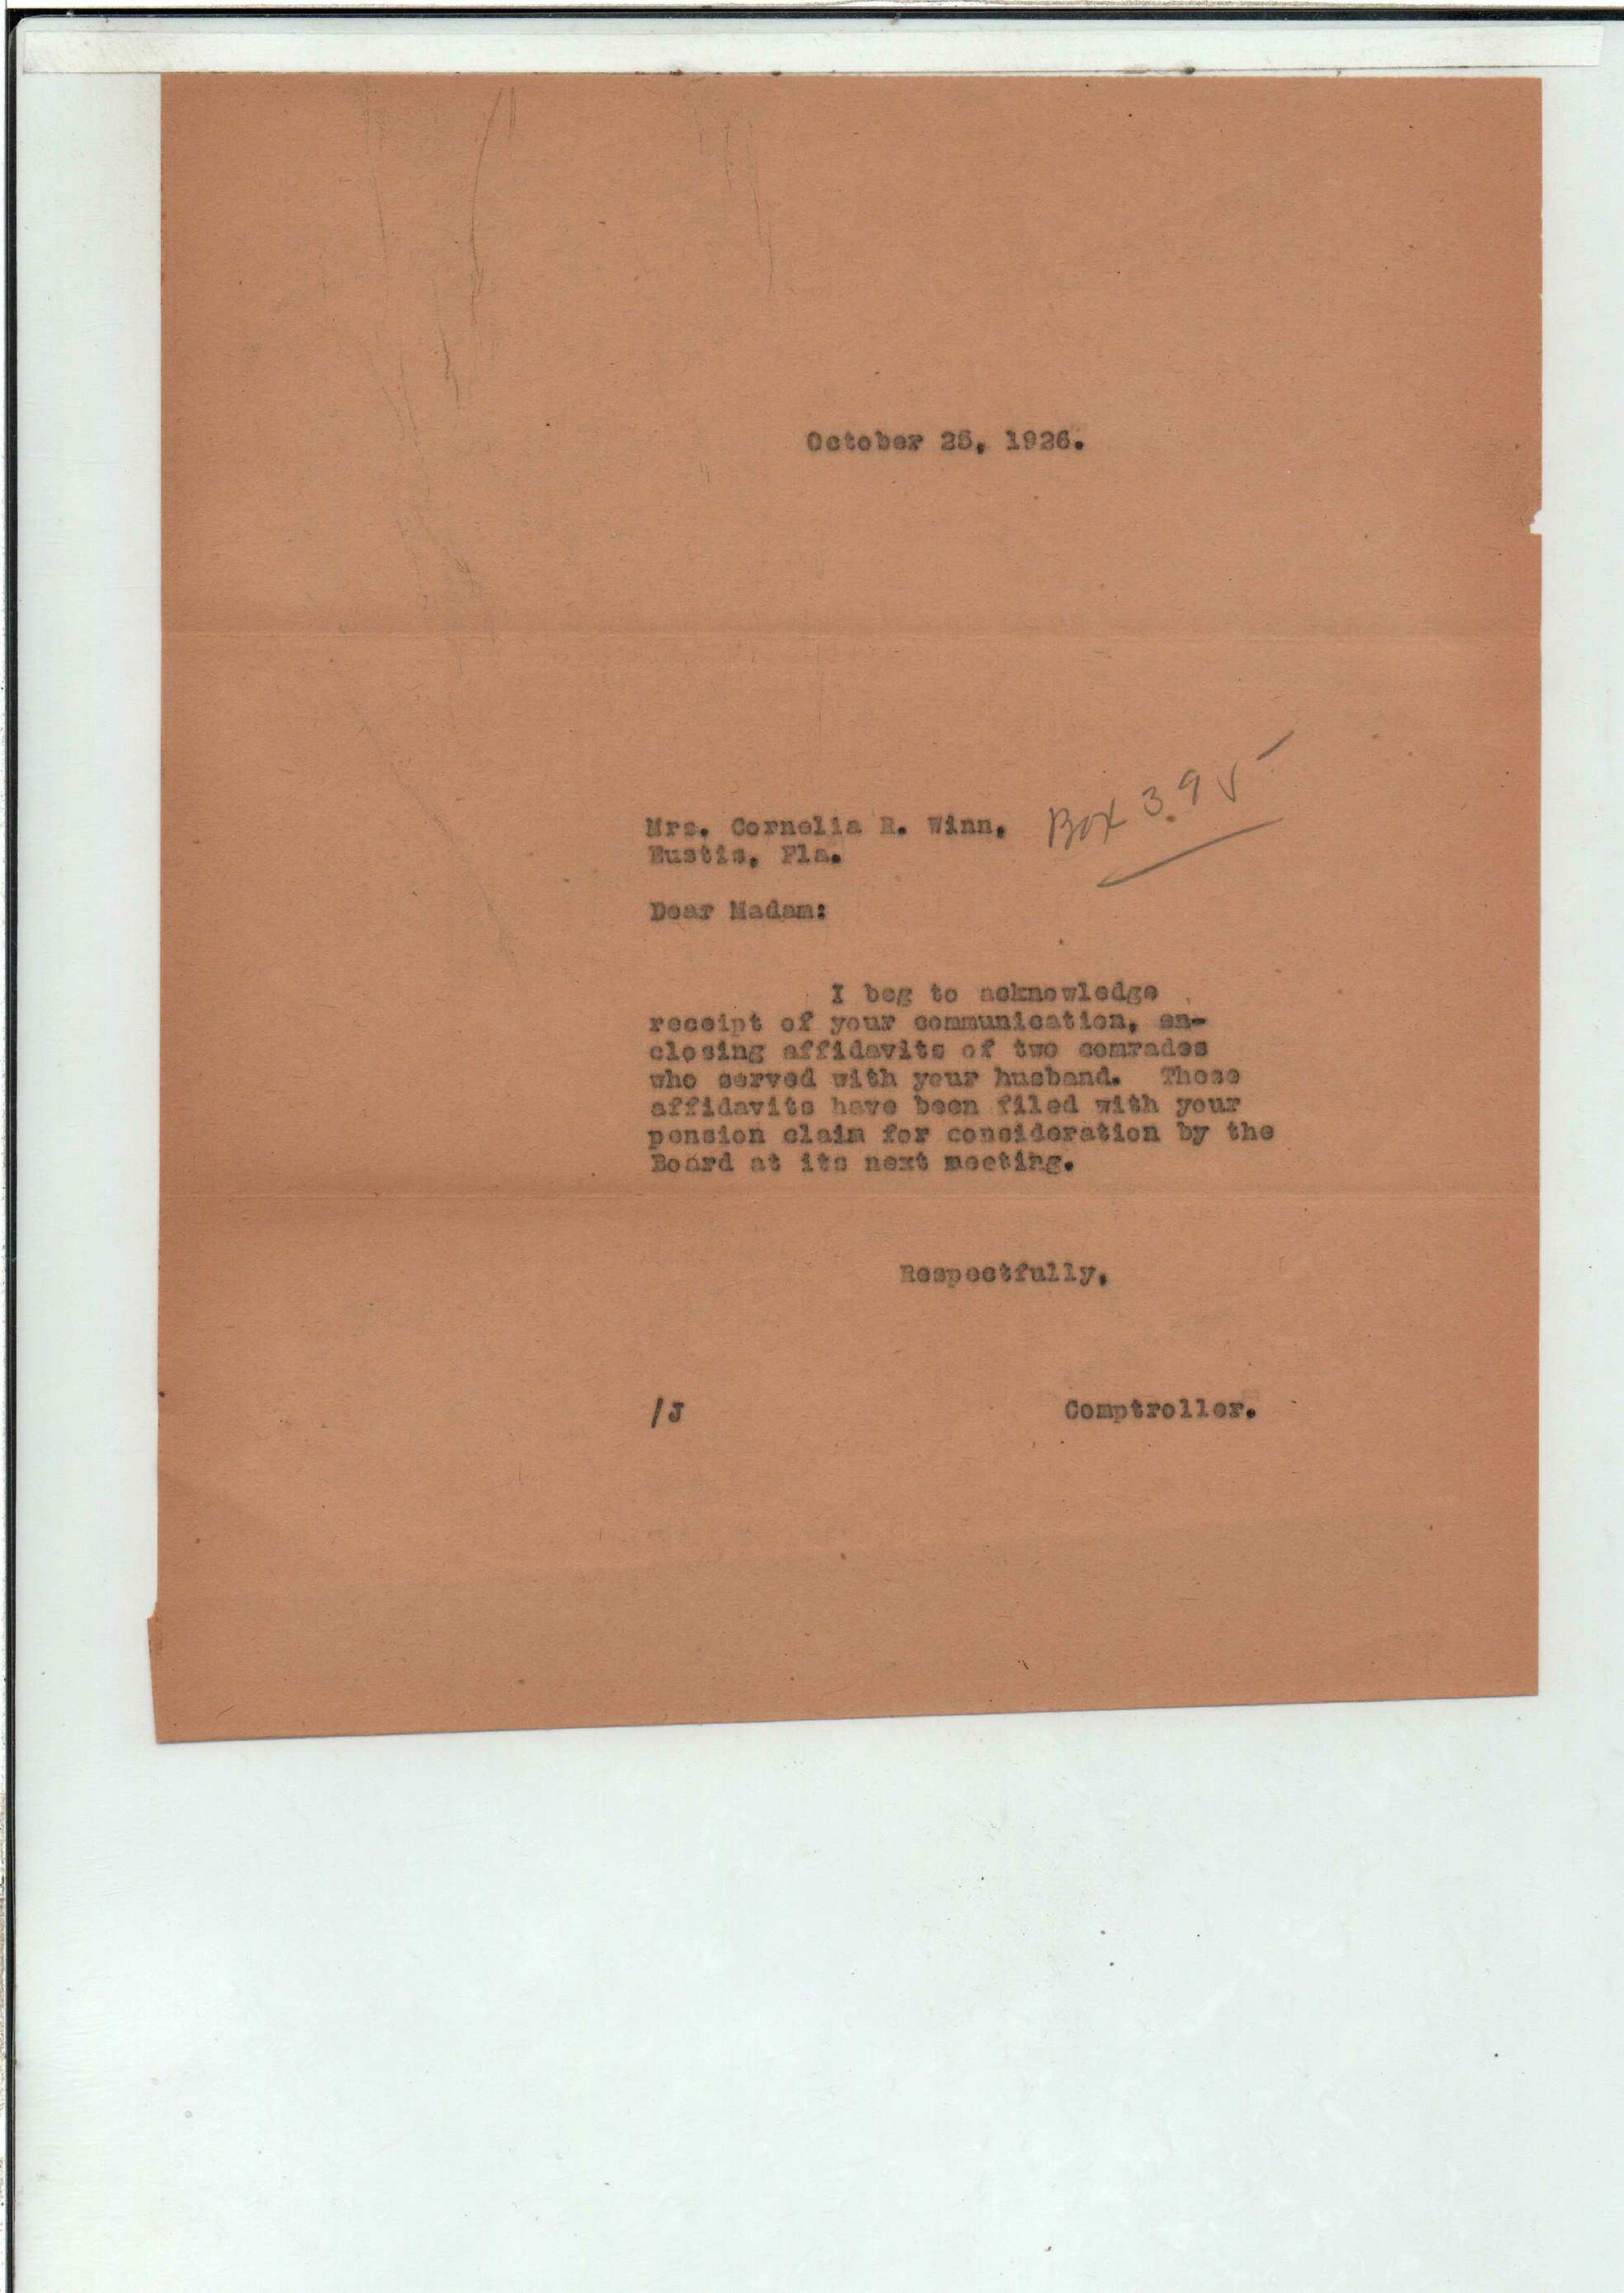 October 25, 1926.
Mrs. Cornelia R. Winn, Box 395
Eustis, Fla.
Dear Madam:
I beg to acknowledge
receipt of your communication, en-
closing affidavits of two comrades
who served with your husband. These
affidavits have been filed with your
pension claim for consideration by the
Board at its next meeting.
Respectfully,
/J Comptroller.